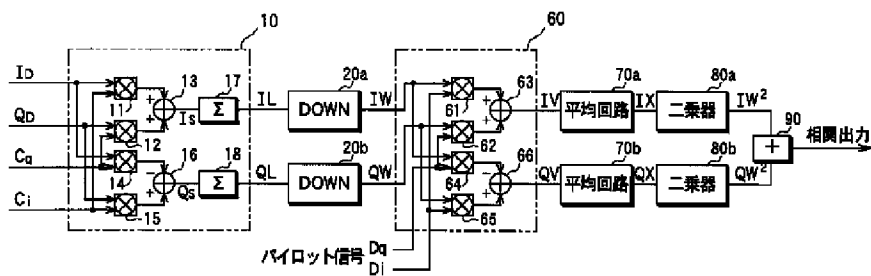 10
60
ID
QD
Cq
Ci
11
12
13
14
15
16
17
18
Σ
Σ
Is
Qs
IL
QL
20a
DOWN
20b
DOWN
IW
QW
61
62
63
64
65
66
パイロット信号 Dq
Di
IV
QV
70a
平均回路
70b
平均回路
IX
QX
80a
二乗器
80b
二乗器
IW²
QW²
90
+
相関出力